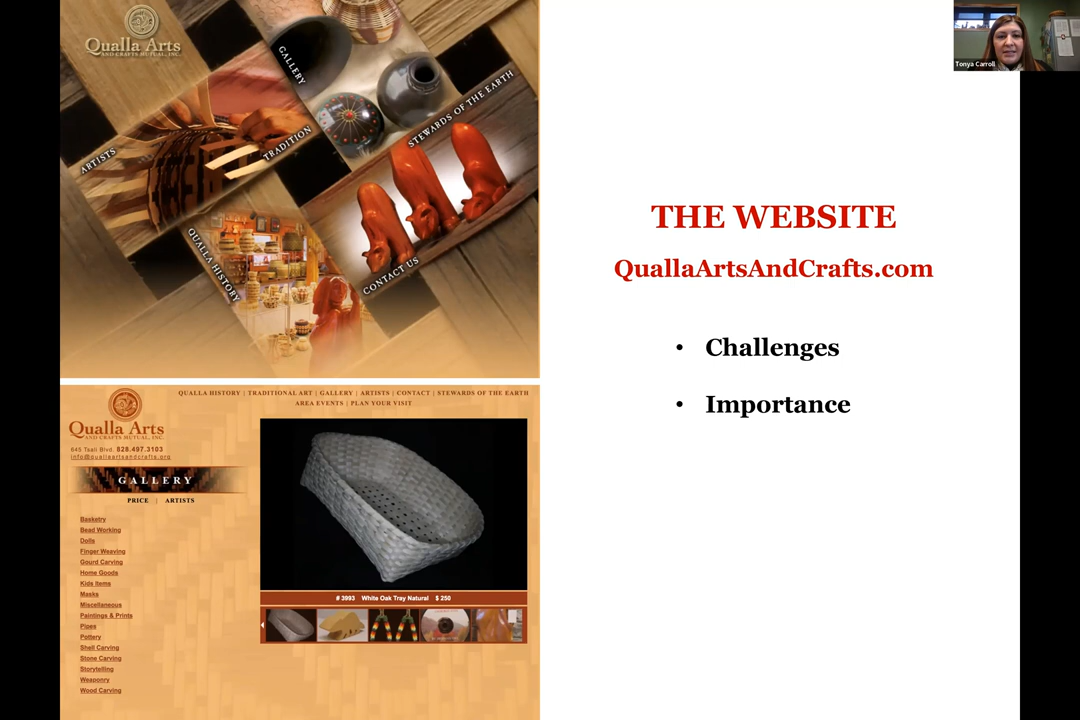 Qualla Arts
AND CRAFTS MUTUAL, INC.
GALLERY
STEWARDS OF THE EARTH
ARTISTS
TRADITION
QUALLA HISTORY
CONTACT US
Tonya Carroll
THE WEBSITE
QuallaArtsAndCrafts.com
• Challenges
• Importance
Qualla Arts
AND CRAFTS MUTUAL, INC.
645 Tsali Blvd. 828.497.3103
info@quallaartsandcrafts.org
QUALLA HISTORY | TRADITIONAL ART | GALLERY | ARTISTS | CONTACT | STEWARDS OF THE EARTH
AREA EVENTS | PLAN YOUR VISIT
GALLERY
PRICE | ARTISTS
Basketry
Bead Working
Dolls
Finger Weaving
Gourd Carving
Home Goods
Kids Items
Masks
Miscellaneous
Paintings & Prints
Pipes
Pottery
Shell Carving
Stone Carving
Storytelling
Weaponry
Wood Carving
# 3993 White Oak Tray Natural $ 250